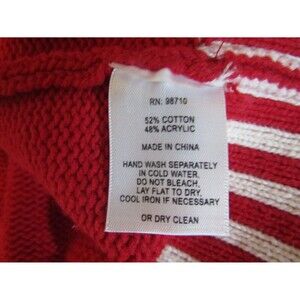 RN: 98710
52% COTTON
48% ACRYLIC
MADE IN CHINA
HAND WASH SEPARATELY
IN COLD WATER.
DO NOT BLEACH.
LAY FLAT TO DRY.
COOL IRON IF NECESSARY
OR DRY CLEAN